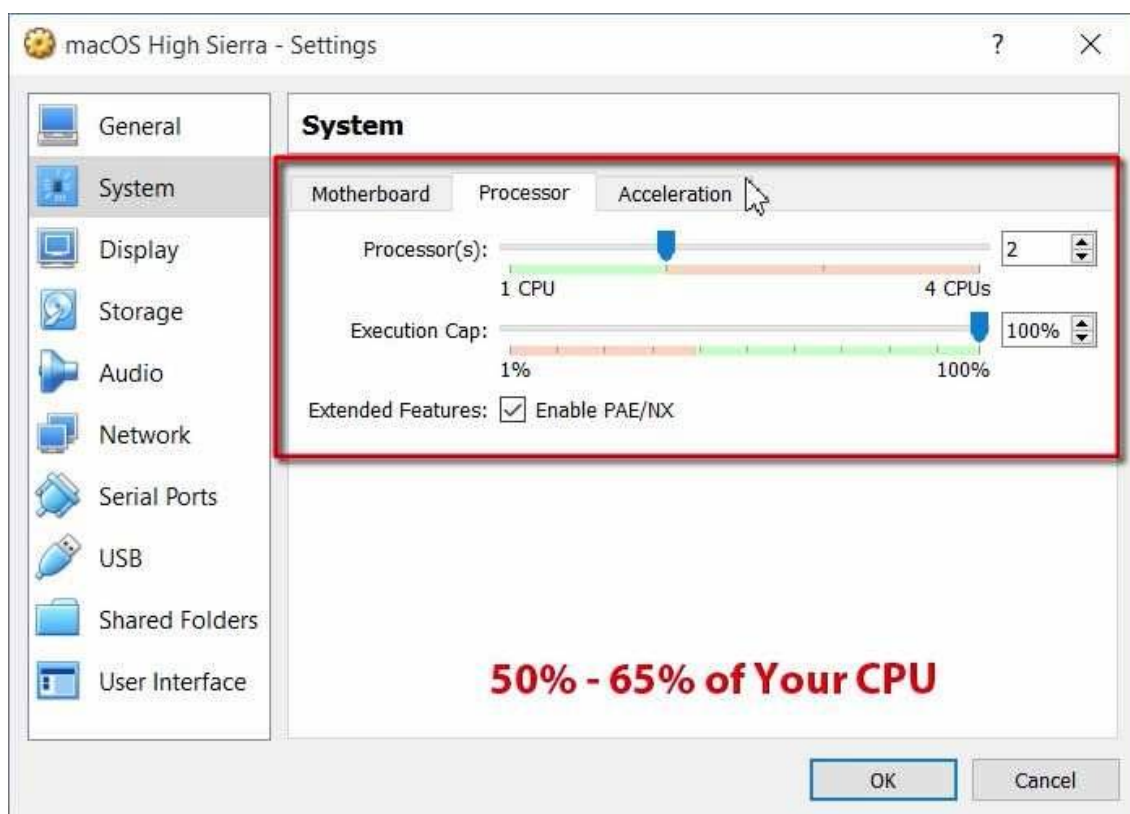 macOS High Sierra - Settings ? ×
General
System
Display
Storage
Audio
Network
Serial Ports
USB
Shared Folders
User Interface
System
Motherboard Processor Acceleration
Processor(s): 2
1 CPU 4 CPUs
Execution Cap: 100%
1% 100%
Extended Features: Enable PAE/NX
50% - 65% of Your CPU
OK Cancel